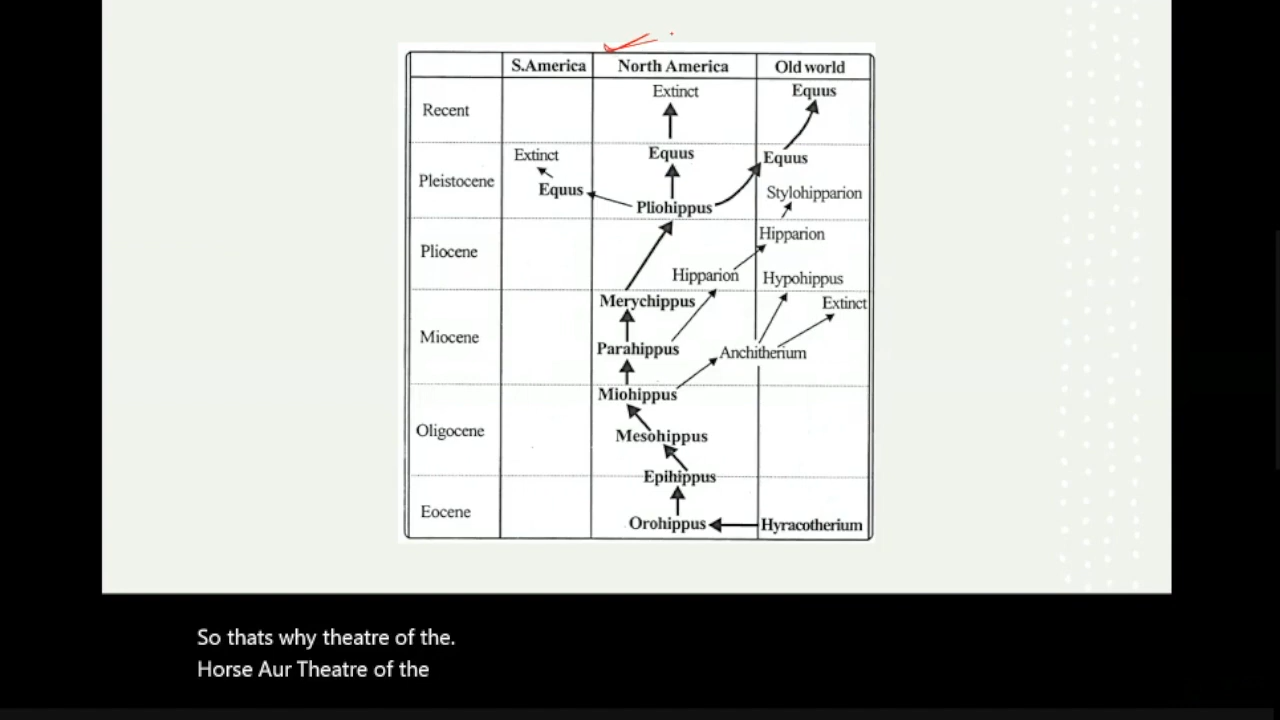 S.America North America Old world
Recent Extinct Equus
Extinct Equus Equus
Pleistocene Equus Stylohipparion
Pliohippus
Pliocene Hipparion
Hipparion Hypohippus
Merychippus Extinct
Miocene Parahippus Anchitherium
Miohippus
Oligocene Mesohippus
Epihippus
Eocene Orohippus Hyracotherium
So thats why theatre of the.
Horse Aur Theatre of the